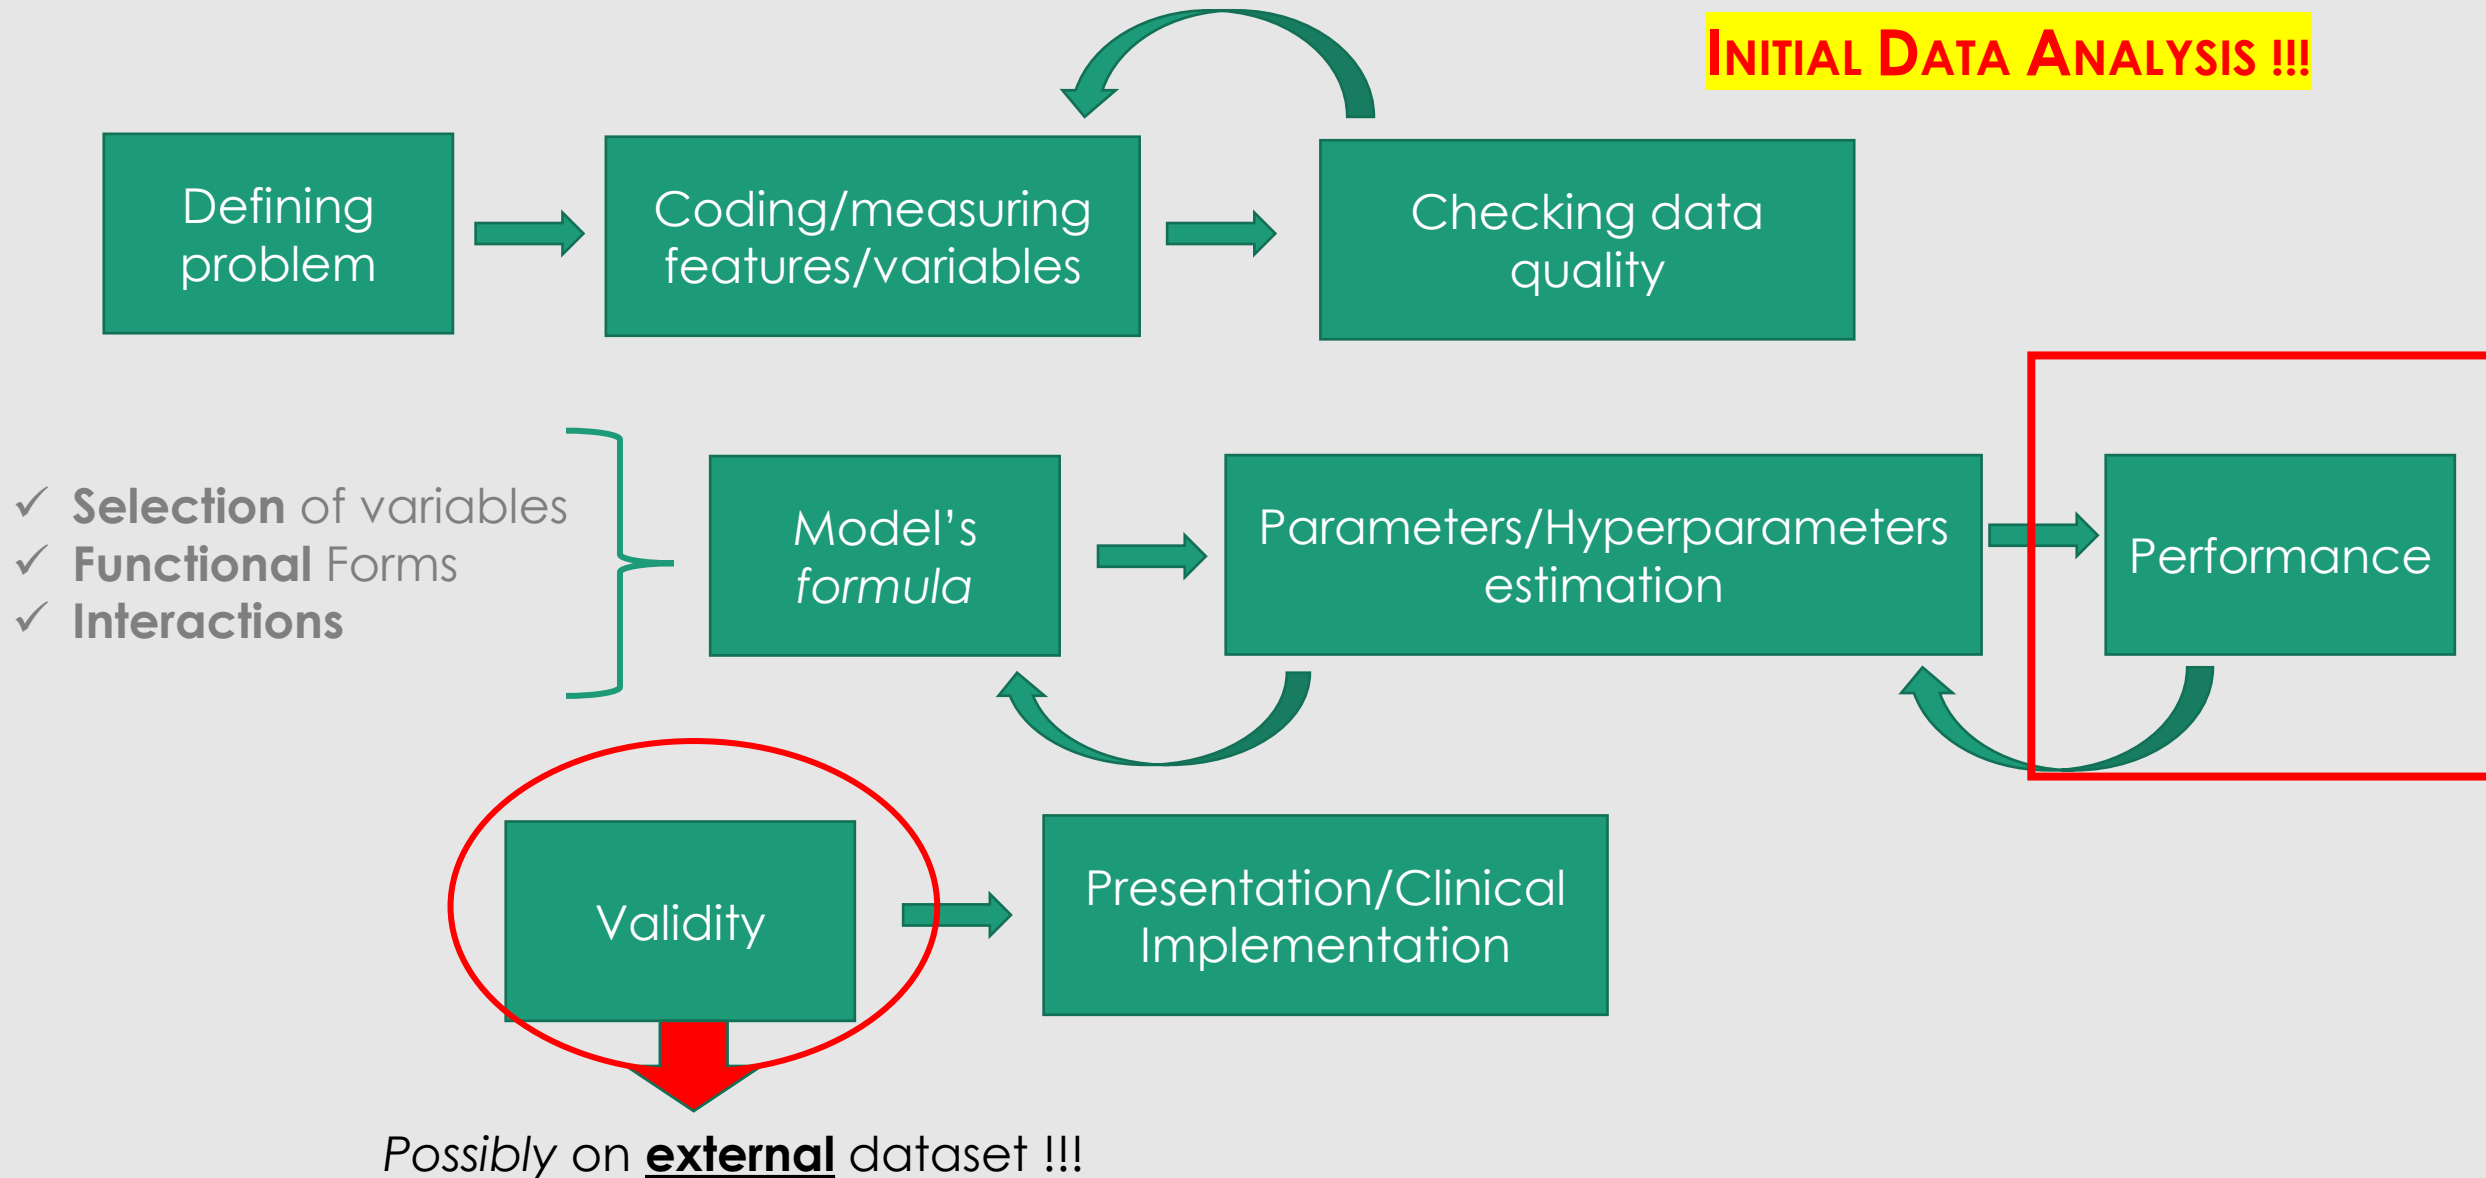 INITIAL DATA ANALYSIS !!!
Defining
problem
Coding/measuring
features/variables
Checking data
quality
✓ Selection of variables
✓ Functional Forms
✓ Interactions
Model’s
formula
Parameters/Hyperparameters
estimation
Performance
Validity
Presentation/Clinical
Implementation
Possibly on external dataset !!!